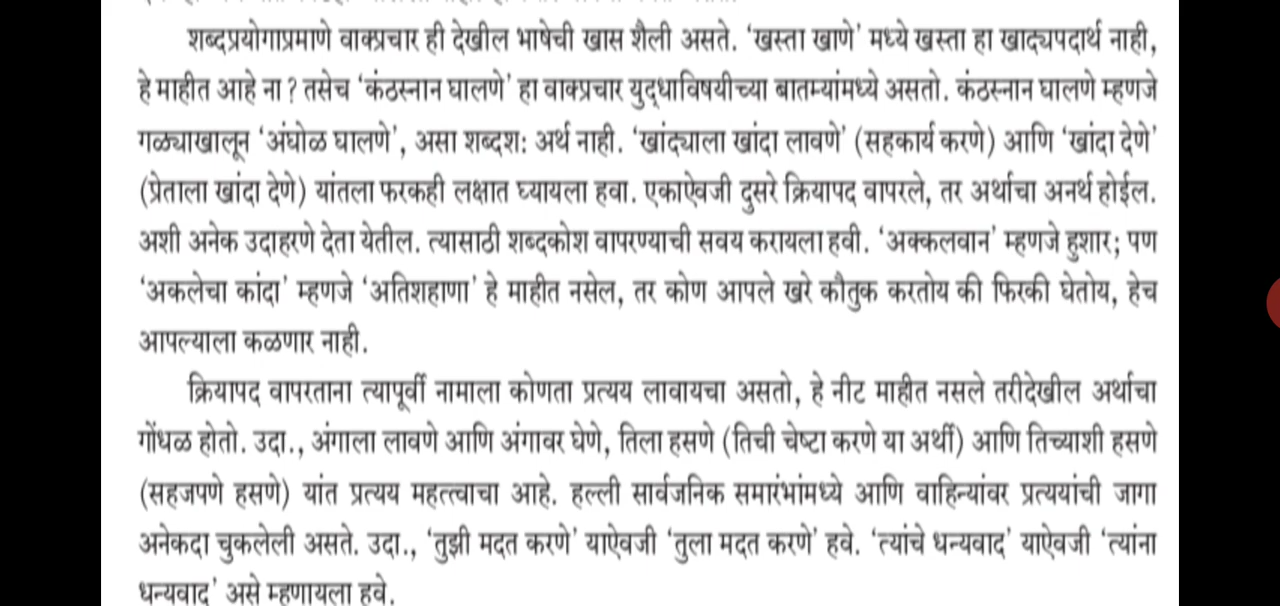 शब्दप्रयोगाप्रमाणे वाक्प्रचार ही देखील भाषेची खास शैली असते. ‘खस्ता खाणे’ मध्ये खस्ता हा खाद्यपदार्थ नाही,
हे माहीत आहे ना? तसेच ‘कंठस्नान घालणे’ हा वाक्प्रचार युद्धाविषयीच्या बातम्यांमध्ये असतो. कंठस्नान घालणे म्हणजे
गळ्याखालून ‘अंघोळ घालणे’, असा शब्दश: अर्थ नाही. ‘खांद्याला खांदा लावणे’ (सहकार्य करणे) आणि ‘खांदा देणे’
(प्रेताला खांदा देणे) यांतला फरकही लक्षात घ्यायला हवा. एकाऐवजी दुसरे क्रियापद वापरले, तर अर्थाचा अनर्थ होईल.
अशी अनेक उदाहरणे देता येतील. त्यासाठी शब्दकोश वापरण्याची सवय करायला हवी. ‘अक्कलवान’ म्हणजे हुशार; पण
‘अकलेचा कांदा’ म्हणजे ‘अतिशहाणा’ हे माहीत नसेल, तर कोण आपले खरे कौतुक करतोय की फिरकी घेतोय, हेच
आपल्याला कळणार नाही.
क्रियापद वापरताना त्यापूर्वी नामाला कोणता प्रत्यय लावायचा असतो, हे नीट माहीत नसले तरीदेखील अर्थाचा
गोंधळ होतो. उदा., अंगाला लावणे आणि अंगावर घेणे, तिला हसणे (तिची चेष्टा करणे या अर्थी) आणि तिच्याशी हसणे
(सहजपणे हसणे) यांत प्रत्यय महत्त्वाचा आहे. हल्ली सार्वजनिक समारंभांमध्ये आणि वाहिन्यांवर प्रत्ययांची जागा
अनेकदा चुकलेली असते. उदा., ‘तुझी मदत करणे’ याऐवजी ‘तुला मदत करणे’ हवे. ‘त्यांचे धन्यवाद’ याऐवजी ‘त्यांना
धन्यवाद’ असे म्हणायला हवे.